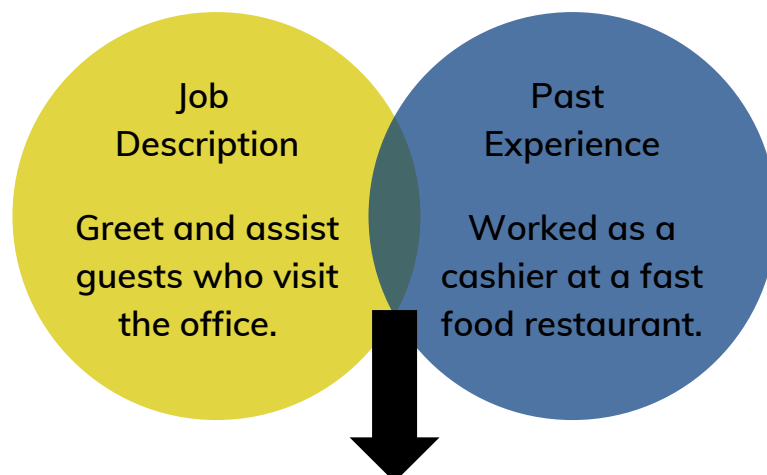 Job
Description
Greet and assist
guests who visit
the office.
Past
Experience
Worked as a
cashier at a fast
food restaurant.